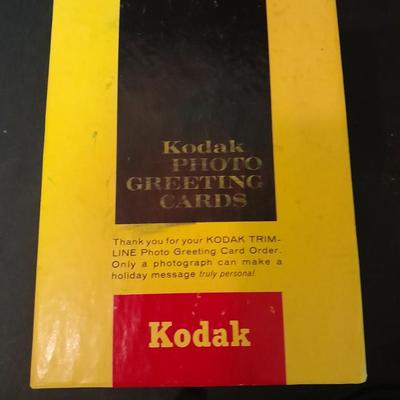 Kodak
PHOTO
GREETING
CARDS
Thank you for your KODAK TRIM-
LINE Photo Greeting Card Order.
Only a photograph can make a
holiday message truly personal.
Kodak